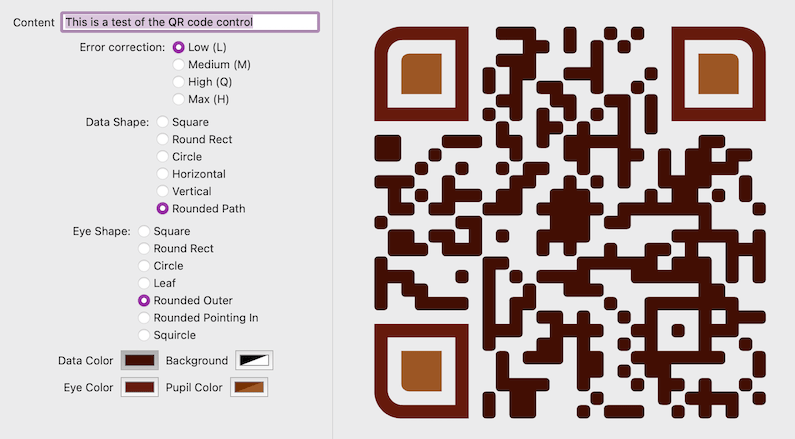 Content This is a test of the QR code control
Error correction: Low (L)
Medium (M)
High (Q)
Max (H)
Data Shape: Square
Round Rect
Circle
Horizontal
Vertical
Rounded Path
Eye Shape: Square
Round Rect
Circle
Leaf
Rounded Outer
Rounded Pointing In
Squircle
Data Color Background
Eye Color Pupil Color